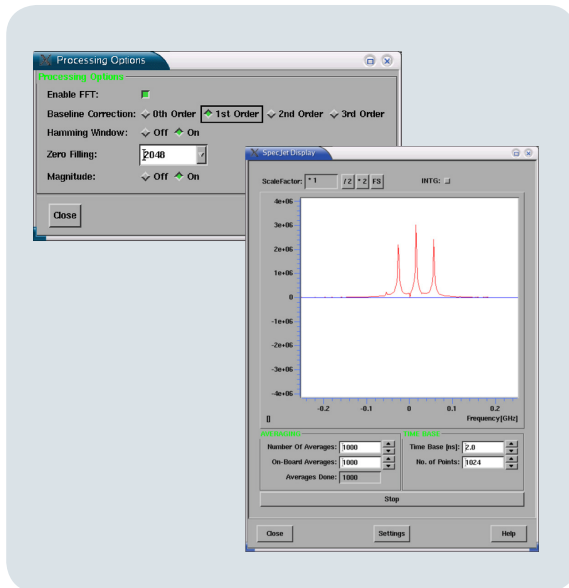 Processing Options
Processing Options
Enable FFT:
Baseline Correction: 0th Order 1st Order 2nd Order 3rd Order
Hamming Window: Off On
Zero Filling: 2048
Magnitude: Off On
Close
SpecJet Display
ScaleFactor: * 1 / 2 * 2 FS INTG:
4e+06
3e+06
2e+06
1e+06
0
-1e+06
-2e+06
-3e+06
-4e+06
-0.2 -0.1 0 0.1 0.2
[] Frequency[GHz]
AVERAGING TIME BASE
Number Of Averages: 1000 Time Base [ns]: 2.0
On-Board Averages: 1000 No. of Points: 1024
Averages Done: 1000
Stop
Close Settings Help